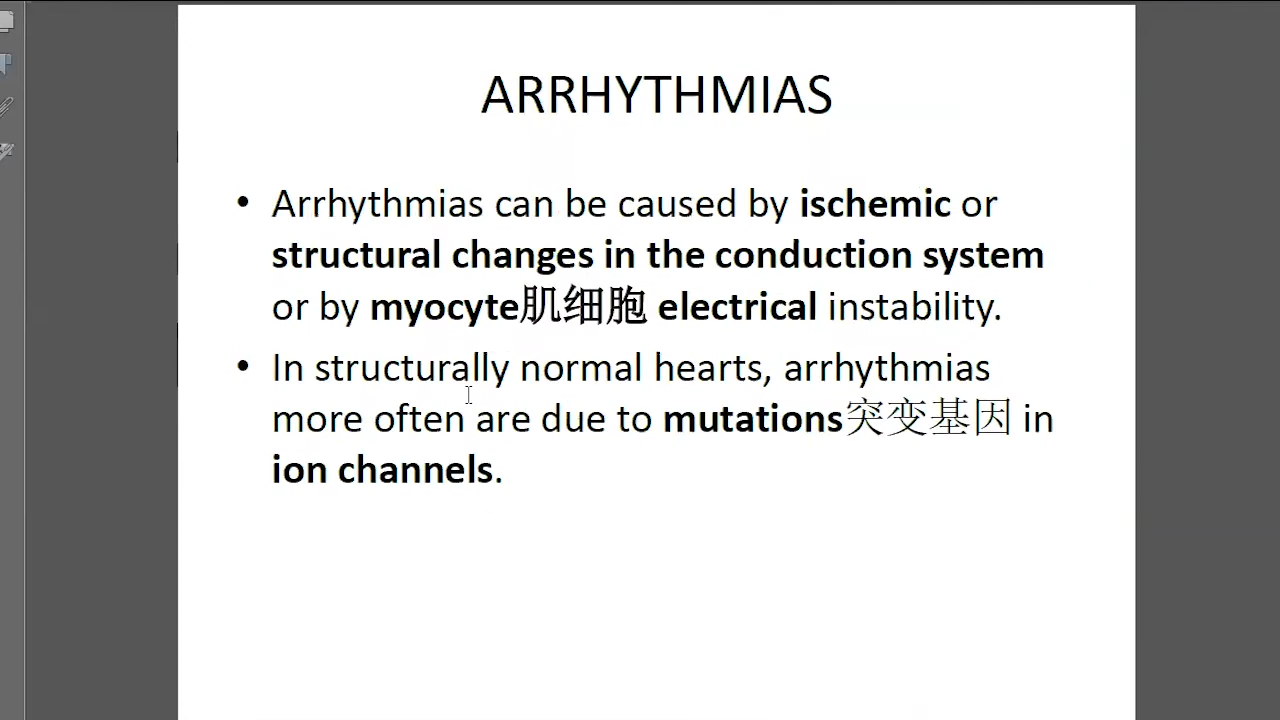 ARRHYTHMIAS
• Arrhythmias can be caused by ischemic or
structural changes in the conduction system
or by myocyte肌细胞 electrical instability.
• In structurally normal hearts, arrhythmias
more often are due to mutations突变基因 in
ion channels.